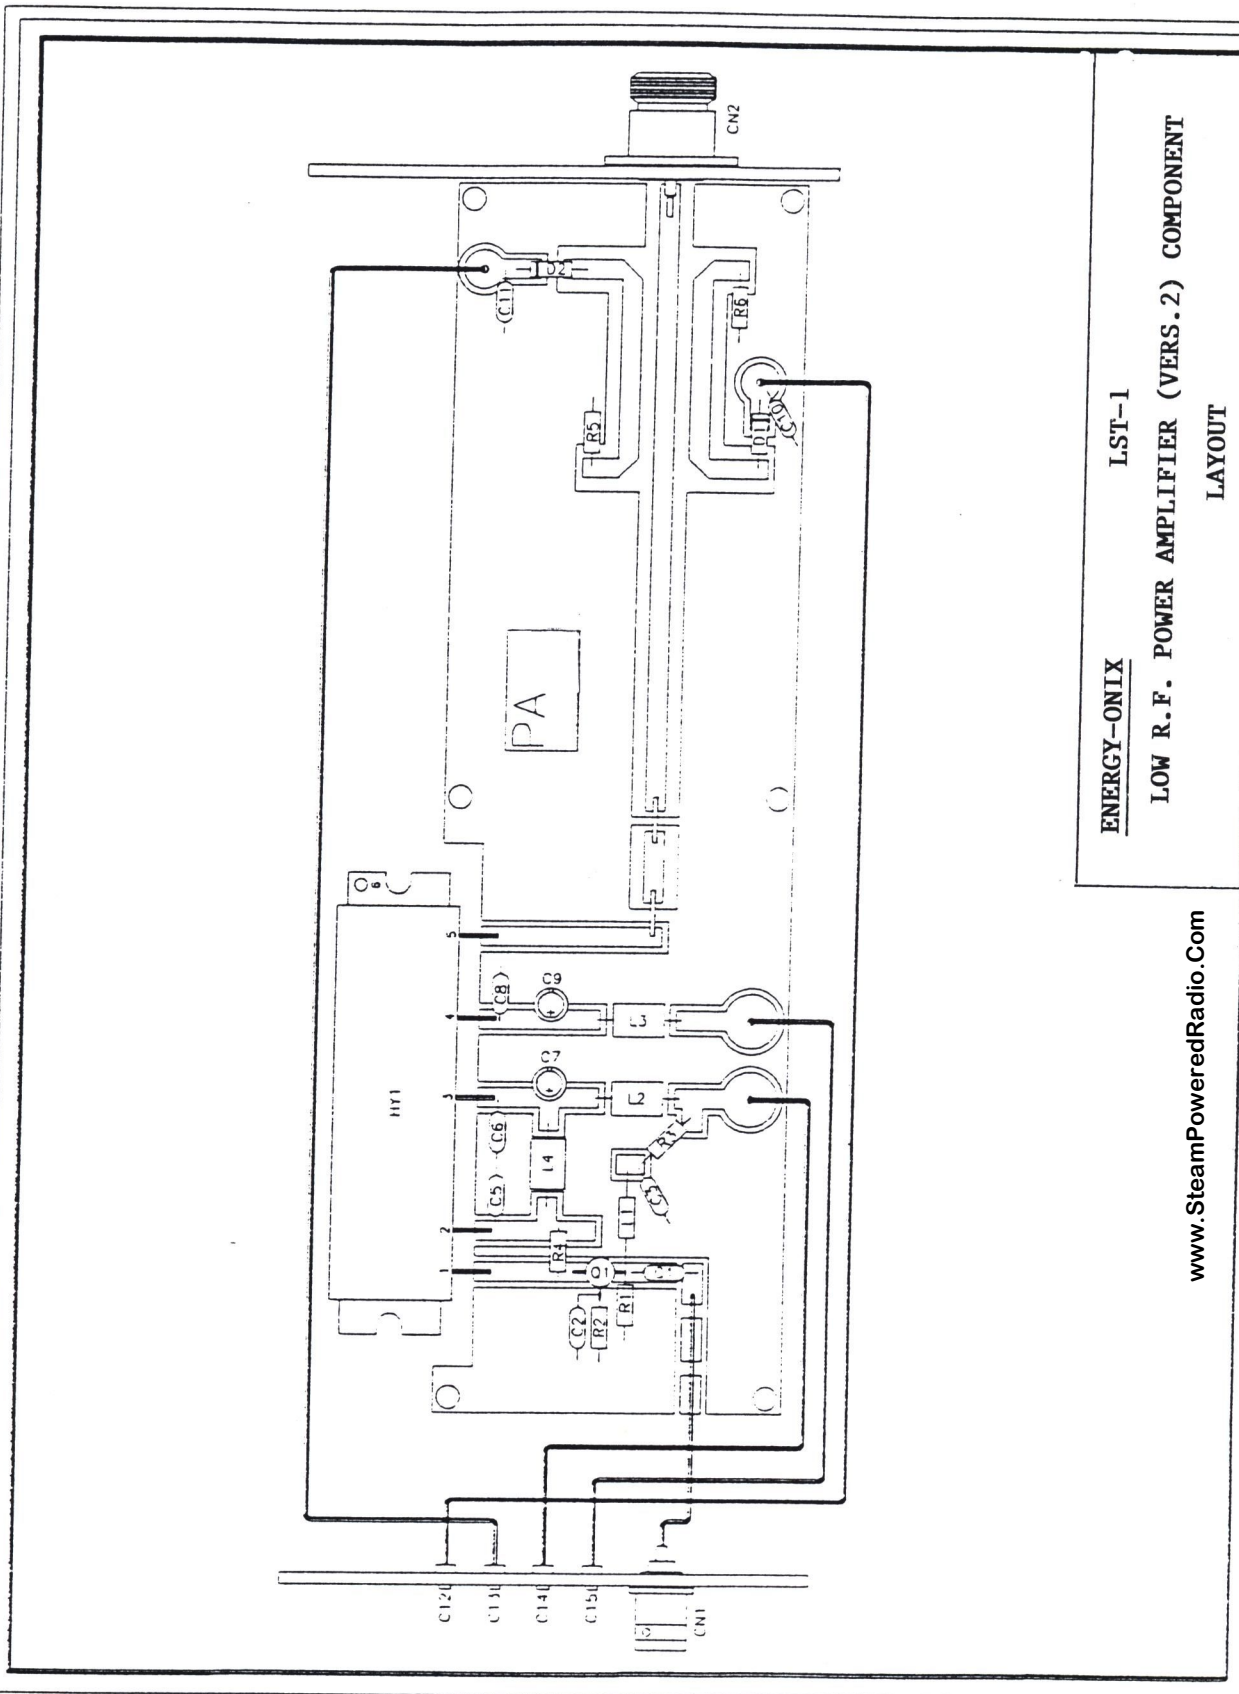 CN2
C11
D2
R6
R5
D1
C10
PA
6
5
4
3
2
1
HY1
C8
C9
L3
C7
C6
L2
C5
L4
R3
C3
L1
R4
Q1
C2
R2
R1
C12
C13
C14
C15
CN1
ENERGY-ONIX LST-1
LOW R.F. POWER AMPLIFIER (VERS.2) COMPONENT
LAYOUT
www.SteamPoweredRadio.Com